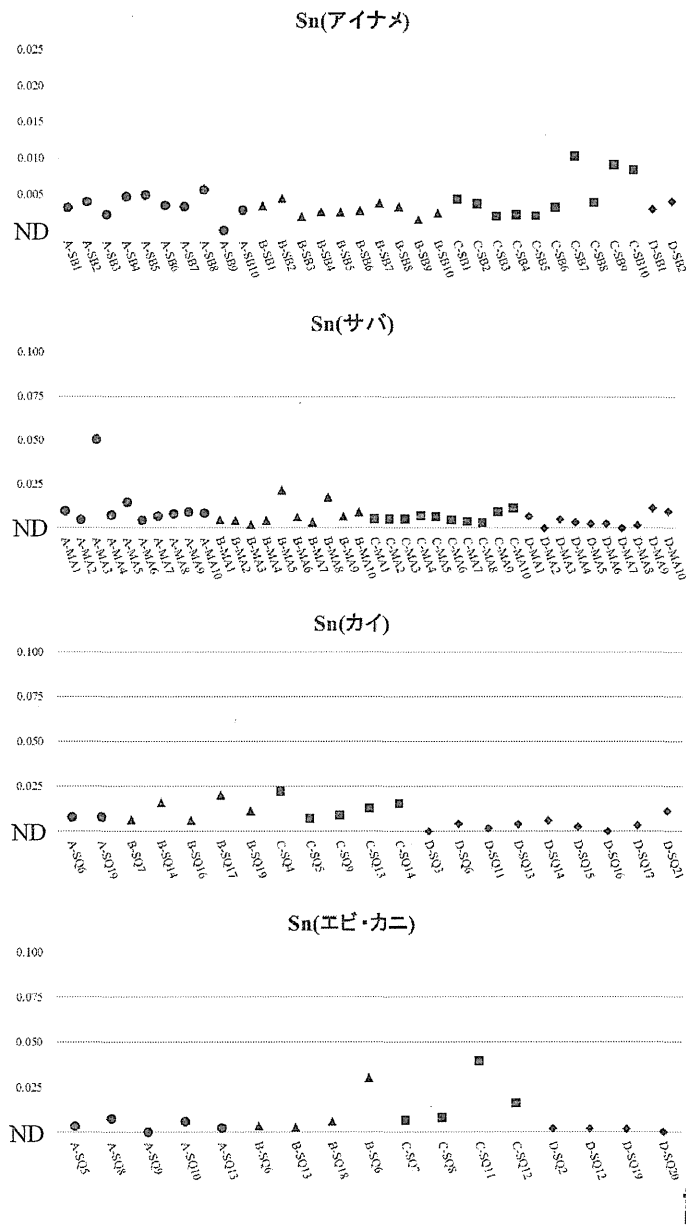 Sn(アイナメ)
0.025
0.020
0.015
0.010
0.005
ND
A-SB1 A-SB2 A-SB3 A-SB4 A-SB5 A-SB6 A-SB7 A-SB8 A-SB9 A-SB10 B-SB1 B-SB2 B-SB3 B-SB4 B-SB5 B-SB6 B-SB7 B-SB8 B-SB9 B-SB10 C-SB1 C-SB2 C-SB3 C-SB4 C-SB5 C-SB6 C-SB7 C-SB8 C-SB9 C-SB10 D-SB1 D-SB2
Sn(サバ)
0.100
0.075
0.050
0.025
ND
A-MA1 A-MA2 A-MA3 A-MA4 A-MA5 A-MA6 A-MA7 A-MA8 A-MA9 A-MA10 B-MA1 B-MA2 B-MA3 B-MA4 B-MA5 B-MA6 B-MA7 B-MA8 B-MA9 B-MA10 C-MA1 C-MA2 C-MA3 C-MA4 C-MA5 C-MA6 C-MA7 C-MA8 C-MA9 C-MA10 D-MA1 D-MA2 D-MA3 D-MA4 D-MA5 D-MA6 D-MA7 D-MA8 D-MA9 D-MA10
Sn(カイ)
0.100
0.075
0.050
0.025
ND
A-SQ6 A-SQ19 B-SQ7 B-SQ14 B-SQ16 B-SQ17 B-SQ19 C-SQ4 C-SQ5 C-SQ9 C-SQ13 C-SQ14 D-SQ3 D-SQ6 D-SQ11 D-SQ13 D-SQ14 D-SQ15 D-SQ16 D-SQ17 D-SQ21
Sn(エビ・カニ)
0.100
0.075
0.050
0.025
ND
A-SQ5 A-SQ8 A-SQ9 A-SQ10 A-SQ13 B-SQ6 B-SQ13 B-SQ18 B-SQ6 C-SQ7 C-SQ8 C-SQ11 C-SQ12 D-SQ2 D-SQ12 D-SQ19 D-SQ20